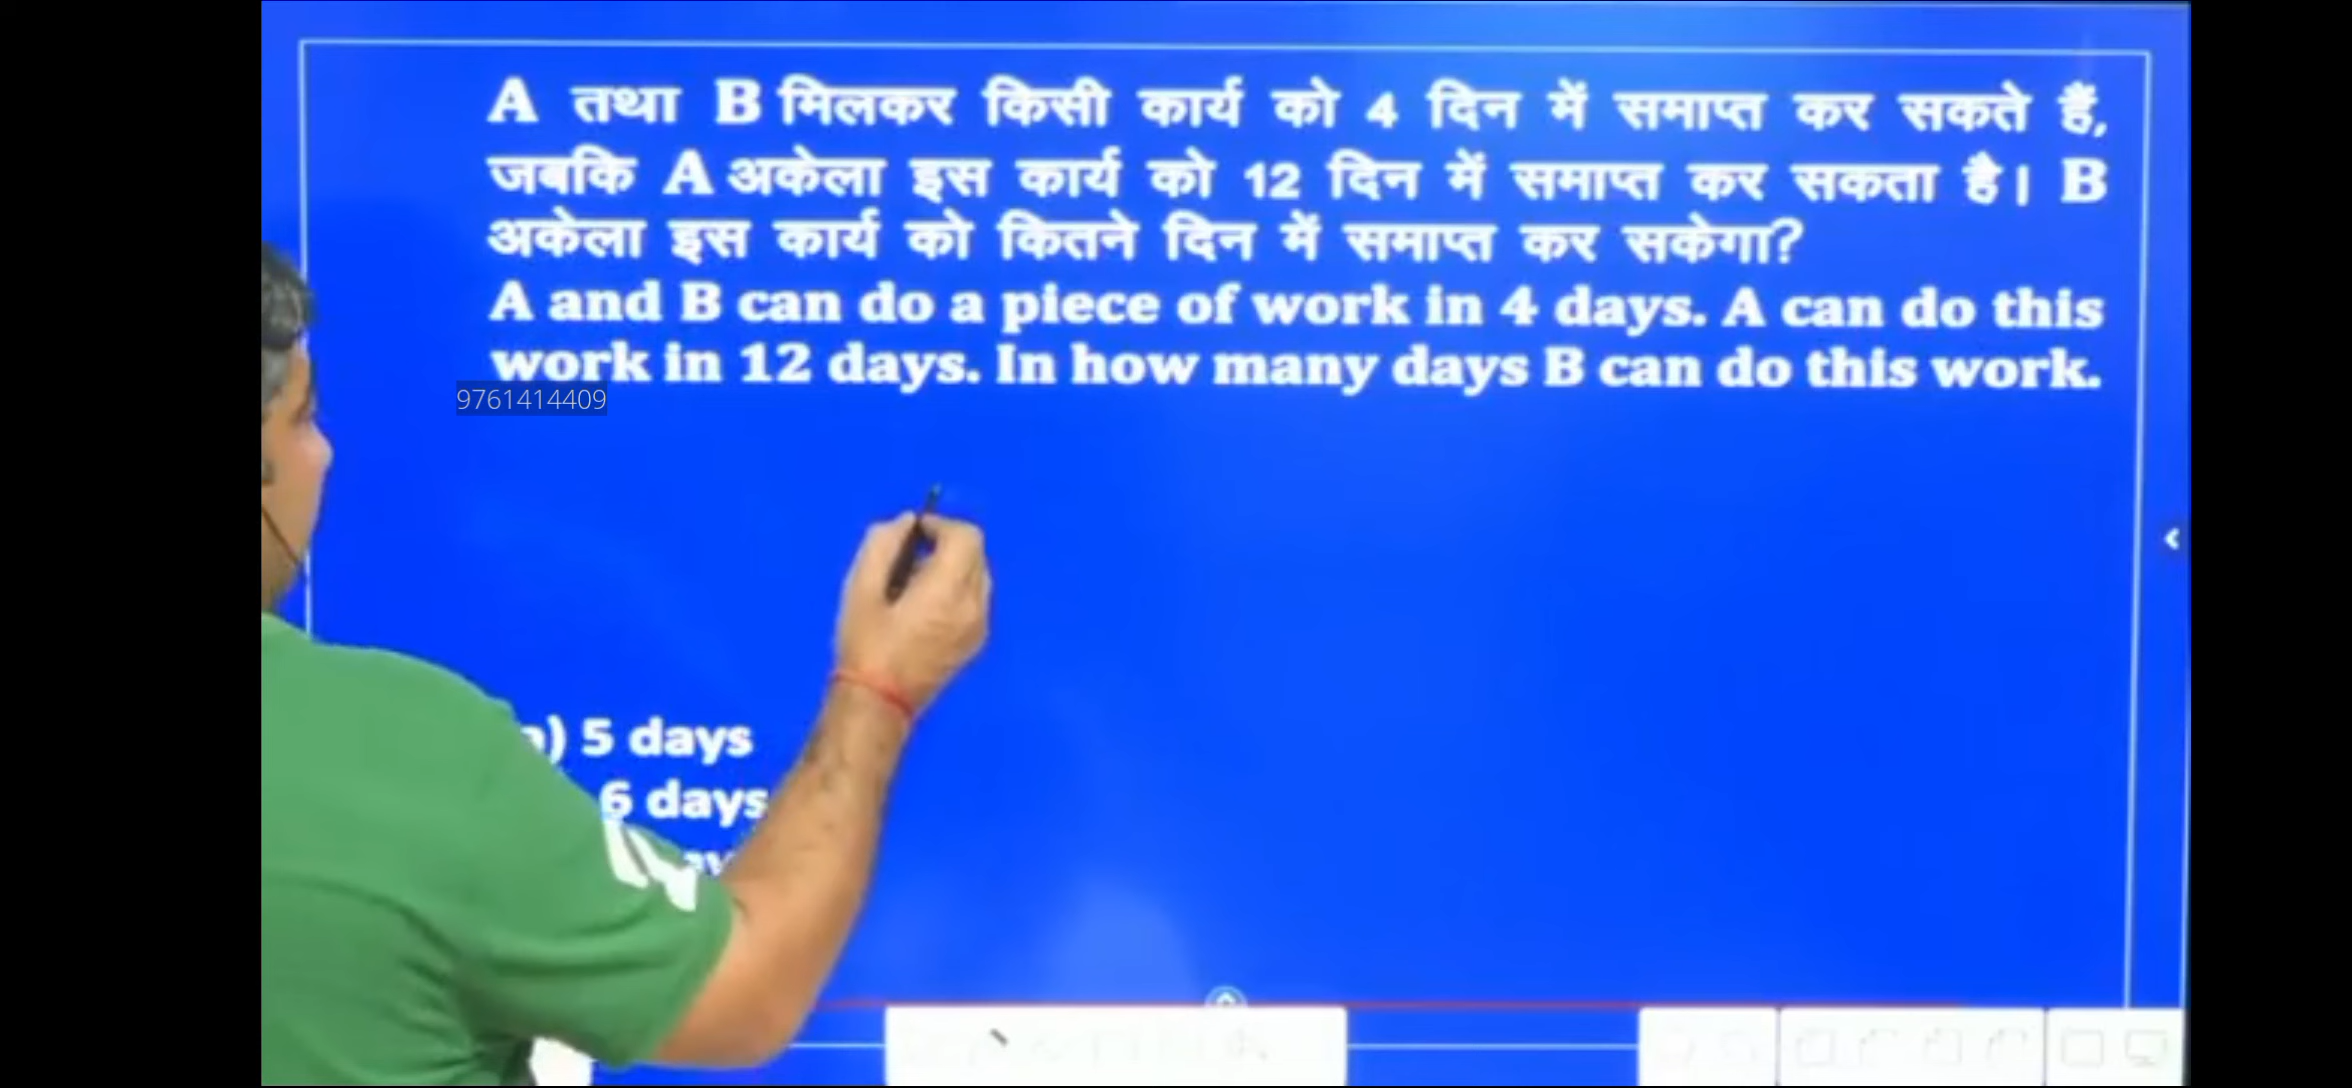 A तथा B मिलकर किसी कार्य को 4 दिन में समाप्त कर सकते हैं,
जबकि A अकेला इस कार्य को 12 दिन में समाप्त कर सकता है। B
अकेला इस कार्य को कितने दिन में समाप्त कर सकेगा?
A and B can do a piece of work in 4 days. A can do this
work in 12 days. In how many days B can do this work.
9761414409
5 days
6 days